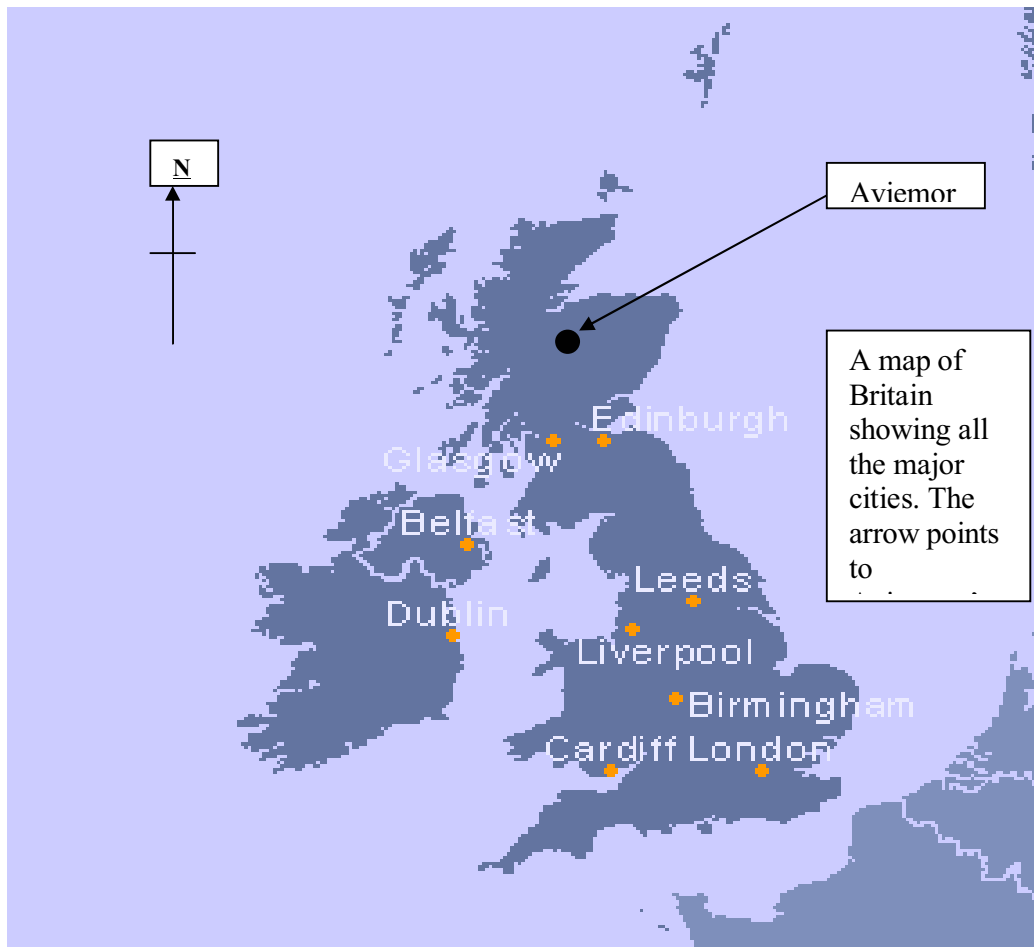 N
Aviemor
A map of
Britain
showing all
the major
cities. The
arrow points
to
Edinburgh
Glasgow
Belfast
Leeds
Dublin
Liverpool
Birmingham
Cardiff
London